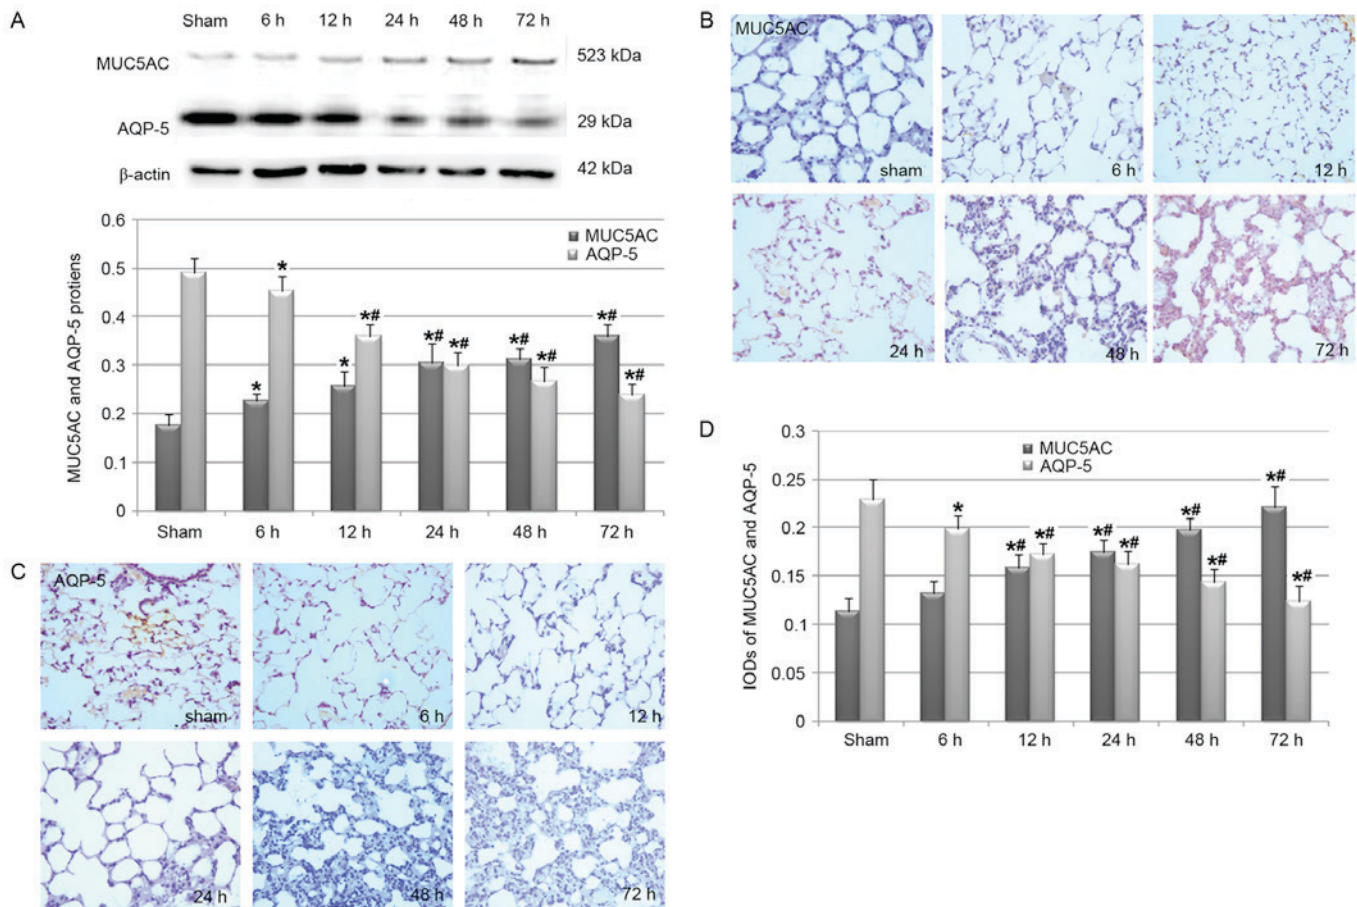 A
Sham 6 h 12 h 24 h 48 h 72 h
MUC5AC 523 kDa
AQP-5 29 kDa
β-actin 42 kDa
MUC5AC and AQP-5 protiens
0.6
0.5
0.4
0.3
0.2
0.1
0
MUC5AC
AQP-5
*
*
*
*#
*#
*#
*#
*#
*#
*#
Sham 6 h 12 h 24 h 48 h 72 h
B
MUC5AC
sham 6 h 12 h
24 h 48 h 72 h
C
AQP-5
sham 6 h 12 h
24 h 48 h 72 h
D
IODs of MUC5AC and AQP-5
0.3
0.25
0.2
0.15
0.1
0.05
0
MUC5AC
AQP-5
*
*#
*#
*#
*#
*#
*#
*#
*#
Sham 6 h 12 h 24 h 48 h 72 h